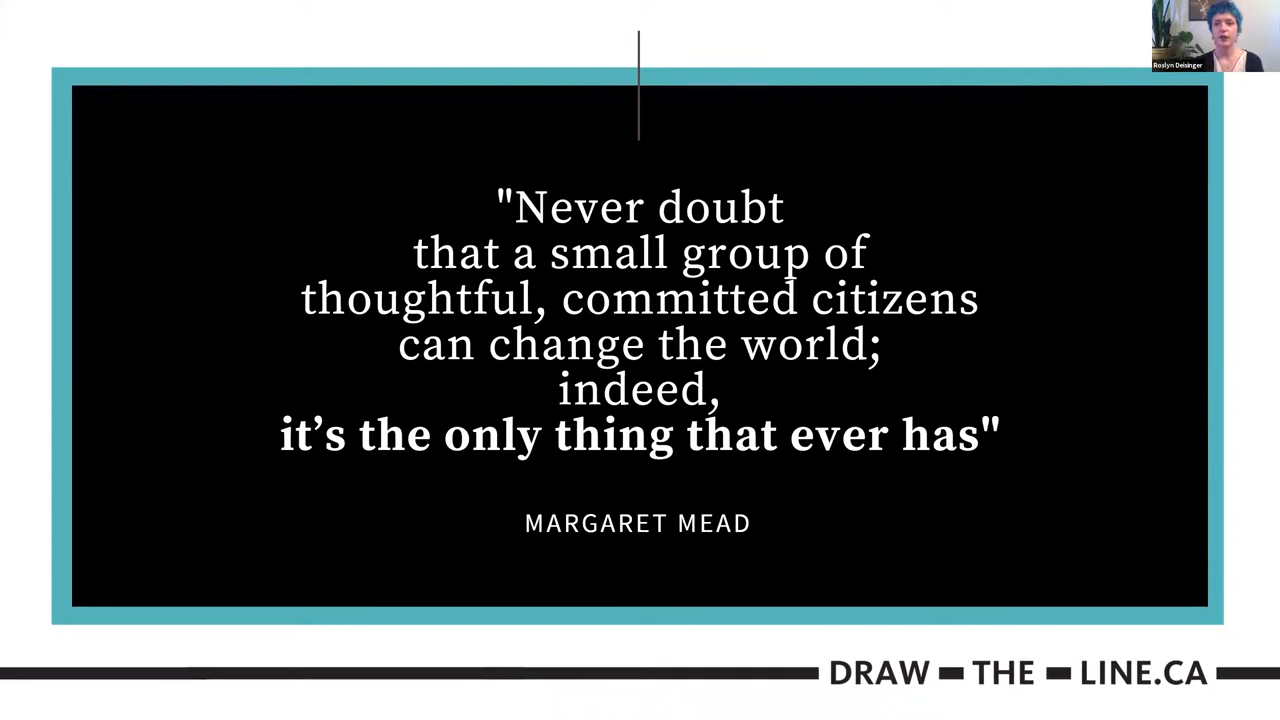 Roslyn Deisinger
"Never doubt
that a small group of
thoughtful, committed citizens
can change the world;
indeed,
it’s the only thing that ever has"
MARGARET MEAD
DRAW THE LINE.CA